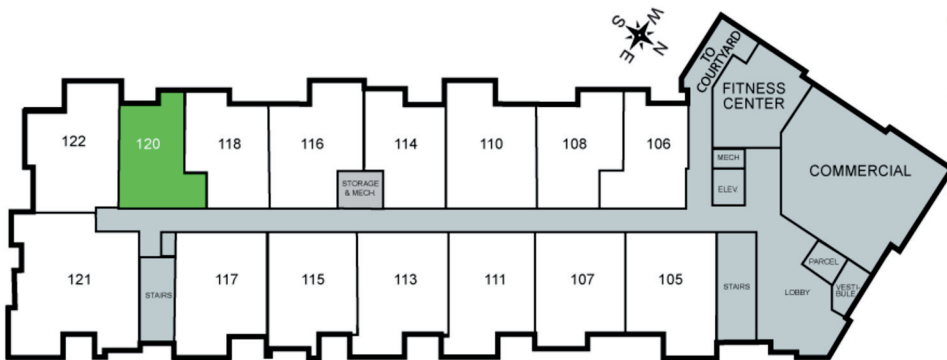 S
W
E
N
TO
COURTYARD
FITNESS
CENTER
COMMERCIAL
122
120
118
116
114
110
108
106
MECH
ELEV
STORAGE
& MECH.
121
STAIRS
117
115
113
111
107
105
STAIRS
LOBBY
PARCEL
VESTI-
BULE